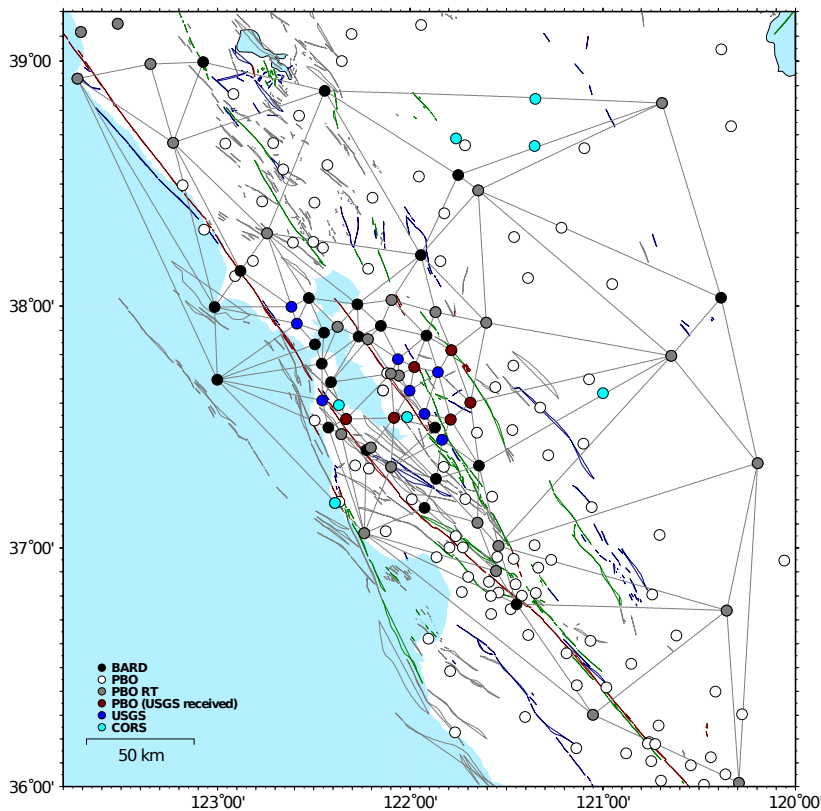 39°00'
38°00'
37°00'
36°00'
BARD
PBO
PBO RT
PBO (USGS received)
USGS
CORS
50 km
123°00'
122°00'
121°00'
120°00'